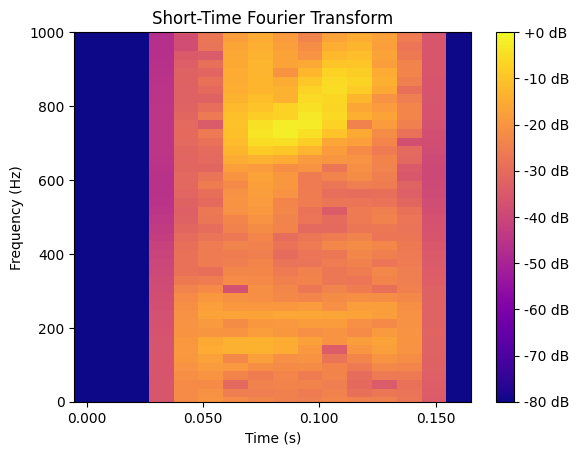 Short-Time Fourier Transform
1000
800
600
400
200
0
Frequency (Hz)
0.000
0.050
0.100
0.150
Time (s)
+0 dB
-10 dB
-20 dB
-30 dB
-40 dB
-50 dB
-60 dB
-70 dB
-80 dB